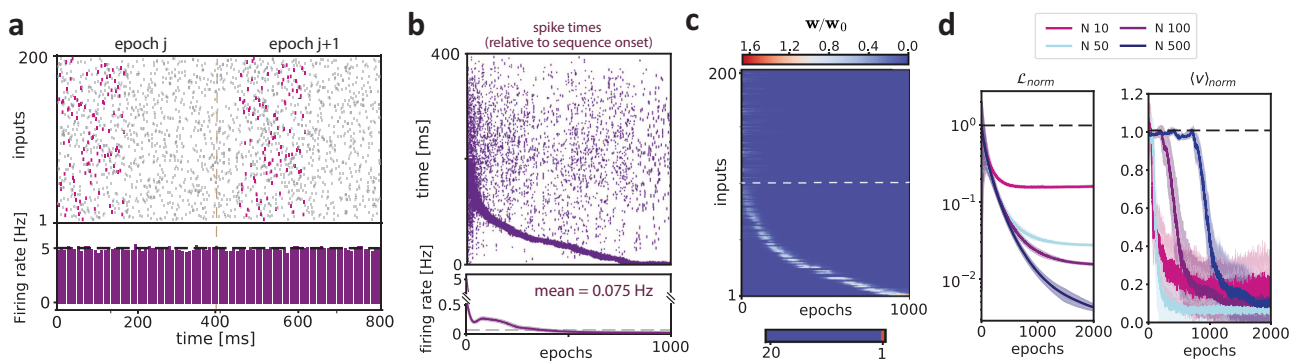 a
epoch j epoch j+1
200
inputs
1
Firing rate [Hz]
5
0
0 200 400 600 800
time [ms]
b
spike times
(relative to sequence onset)
400
time [ms]
200
0
firing rate [Hz]
5
0.5
0
mean = 0.075 Hz
0 1000
epochs
c
w/w₀
1.6 1.2 0.8 0.4 0.0
200
inputs
1
0 1000
epochs
20 1
d
N 10 N 100
N 50 N 500
ℒnorm
10⁰
10⁻¹
10⁻²
0 1000 2000
epochs
⟨v⟩norm
1.2
1.0
0.8
0.6
0.4
0.2
0.0
0 1000 2000
epochs